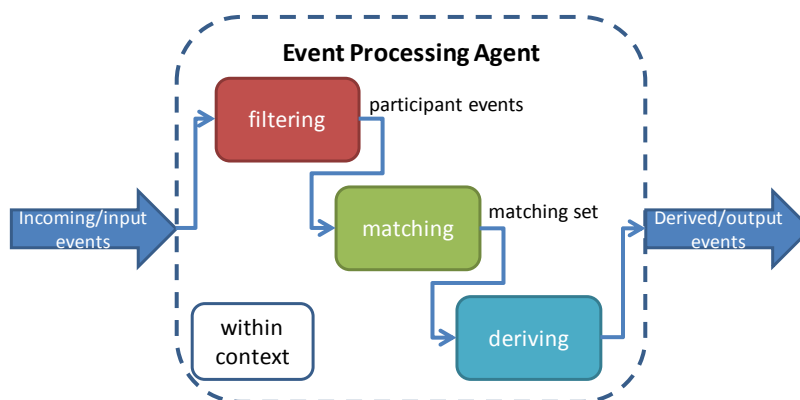 Event Processing Agent
filtering
participant events
Incoming/input
events
matching
matching set
Derived/output
events
within
context
deriving